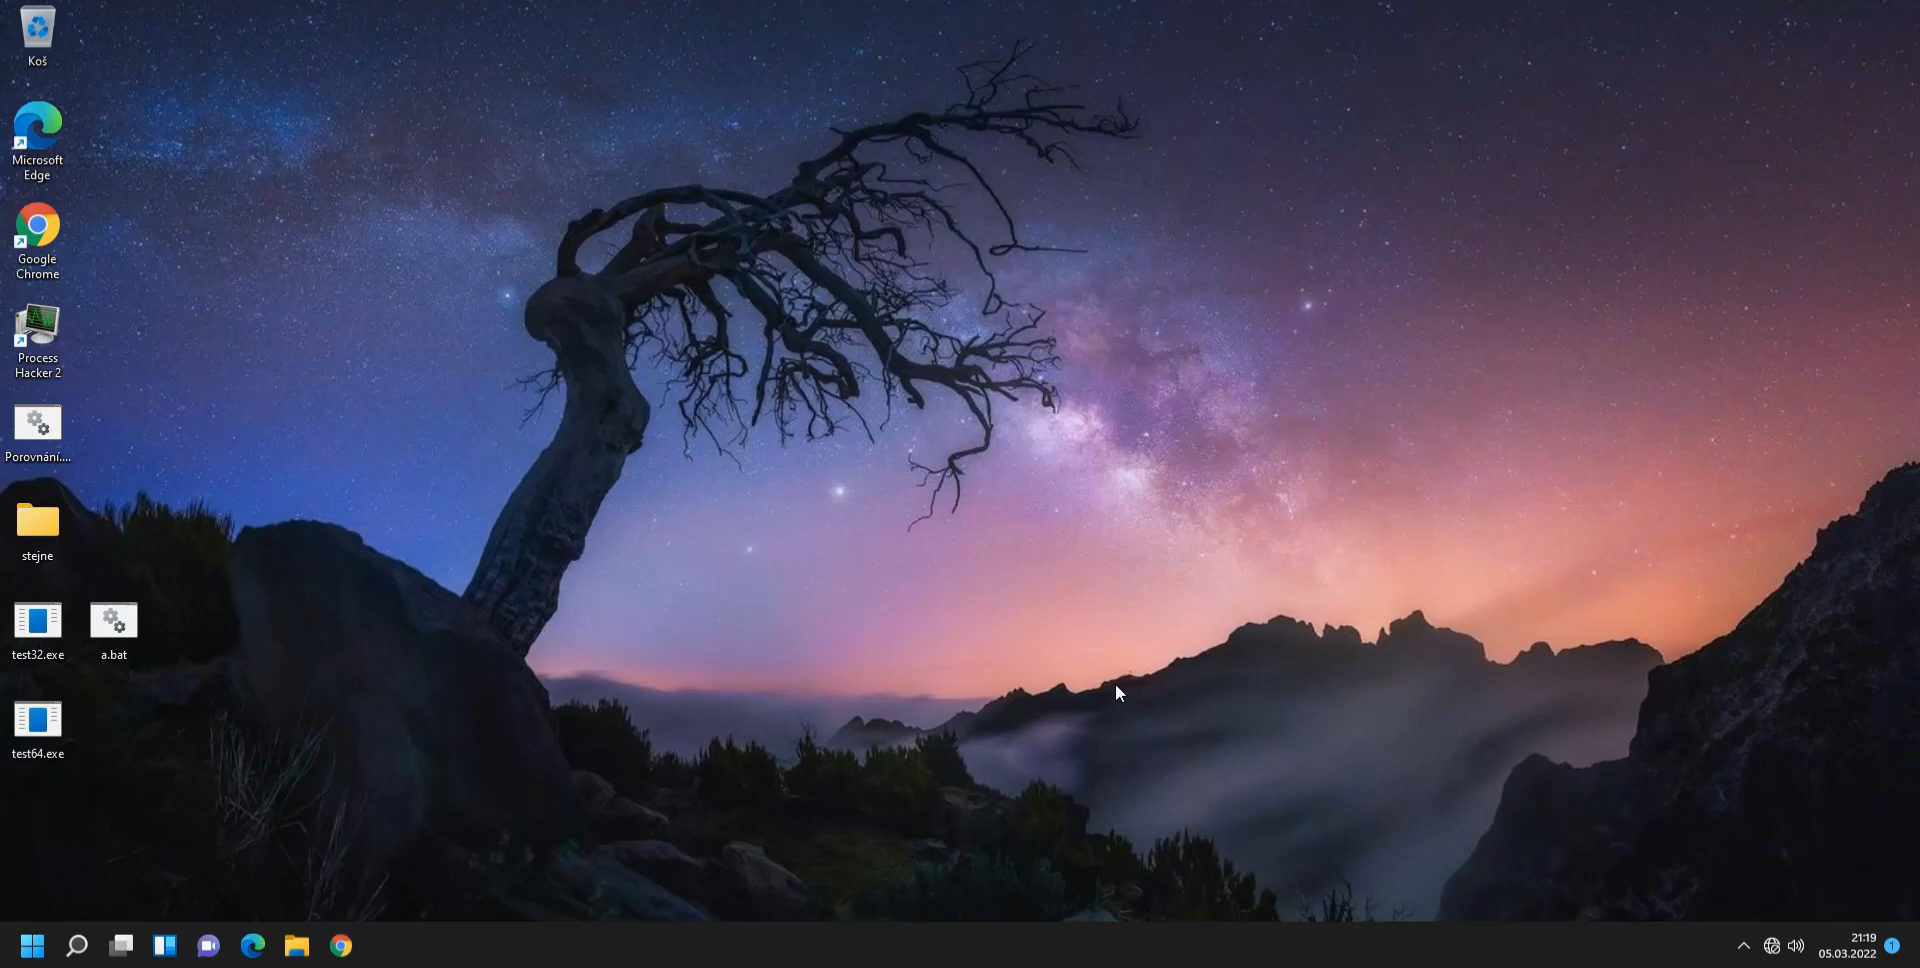 Koš
Microsoft
Edge
Google
Chrome
Process
Hacker 2
Porovnání....
stejne
test32.exe
a.bat
test64.exe
21:19
05.03.2022
1